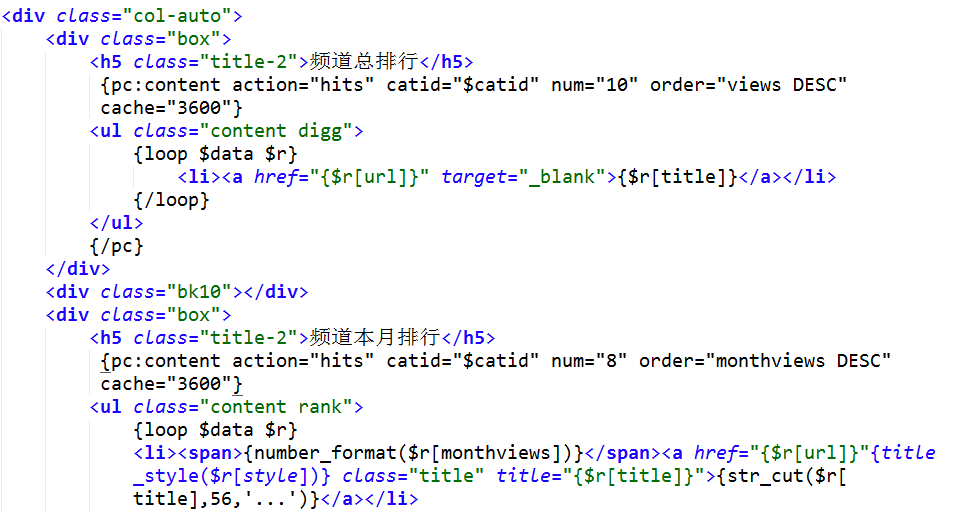 <div class="col-auto">
<div class="box">
<h5 class="title-2">频道总排行</h5>
{pc:content action="hits" catid="$catid" num="10" order="views DESC"
cache="3600"}
<ul class="content digg">
{loop $data $r}
<li><a href="{$r[url]}" target="_blank">{$r[title]}</a></li>
{/loop}
</ul>
{/pc}
</div>
<div class="bk10"></div>
<div class="box">
<h5 class="title-2">频道本月排行</h5>
{pc:content action="hits" catid="$catid" num="8" order="monthviews DESC"
cache="3600"}
<ul class="content rank">
{loop $data $r}
<li><span>{number_format($r[monthviews])}</span><a href="{$r[url]}"{title
_style($r[style])} class="title" title="{$r[title]}">{str_cut($r[
title],56,'...')}</a></li>